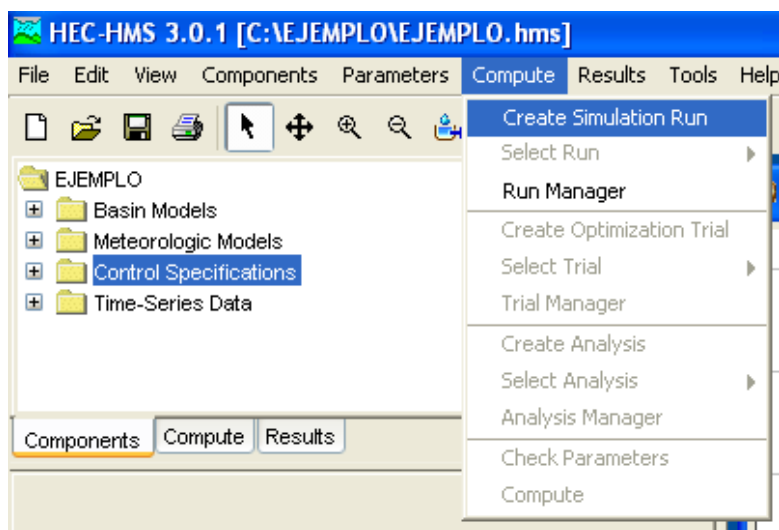 HEC-HMS 3.0.1 [C:\EJEMPLO\EJEMPLO.hms]
File Edit View Components Parameters Compute Results Tools Help
EJEMPLO
Basin Models
Meteorologic Models
Control Specifications
Time-Series Data
Components Compute Results
Create Simulation Run
Select Run
Run Manager
Create Optimization Trial
Select Trial
Trial Manager
Create Analysis
Select Analysis
Analysis Manager
Check Parameters
Compute